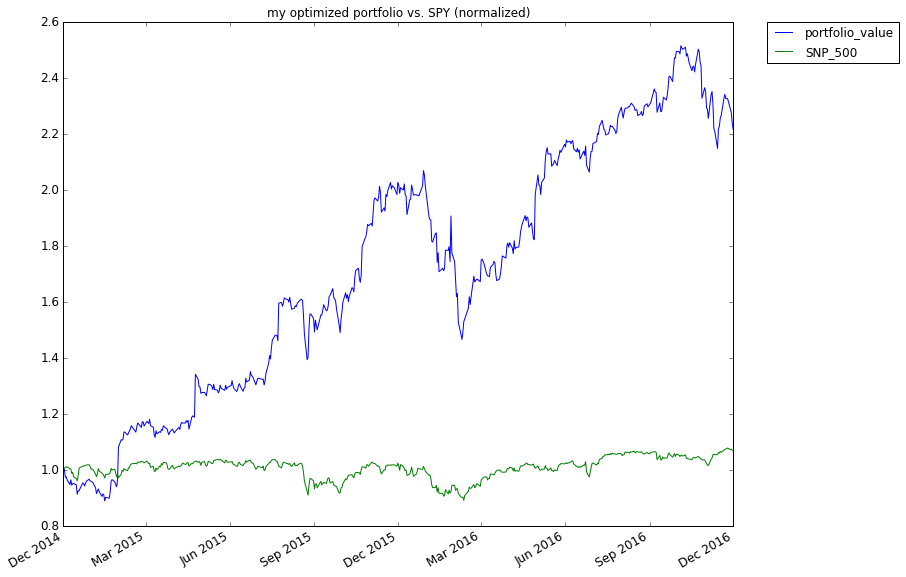 my optimized portfolio vs. SPY (normalized)
portfolio_value
SNP_500
2.6
2.4
2.2
2.0
1.8
1.6
1.4
1.2
1.0
0.8
Dec 2014
Mar 2015
Jun 2015
Sep 2015
Dec 2015
Mar 2016
Jun 2016
Sep 2016
Dec 2016